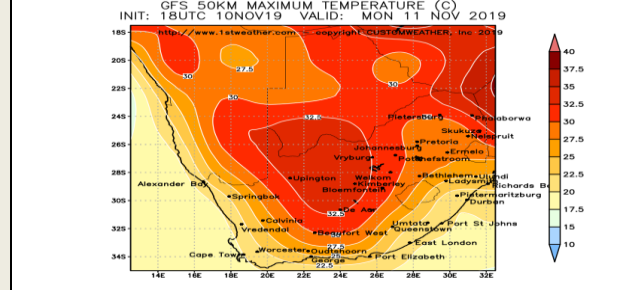 GFS 50KM MAXIMUM TEMPERATURE (C)
INIT: 18UTC 10NOV19 VALID: MON 11 NOV 2019
18S
http://www.1stweather.com - copyright CUSTOMWEATHER, Inc 2019
40
37.5
20S
30
27.5
30
35
22S
30
32.5
24S
32.5
Pietersburg
Phalaborwa
30
Skukuza
Nelspruit
26S
Pretoria
27.5
Johannesburg
Ermelo
Vryburg
Potchefstroom
25
28S
Upington
Welkom
Bethlehem
Ulundi
22.5
Alexander Bay
Kimberley
Ladysmith
Richards Ba
Bloemfontein
20
30S
Springbok
Pietermaritzburg
Durban
32.5
De Aar
17.5
Calvinia
Umtata
Port St Johns
32S
Vredendal
Beaufort West
Queenstown
15
30
East London
27.5
10
34S
Cape Town
Worcester
Oudtshoorn
25
George
Port Elizabeth
22.5
14E 16E 18E 20E 22E 24E 26E 28E 30E 32E